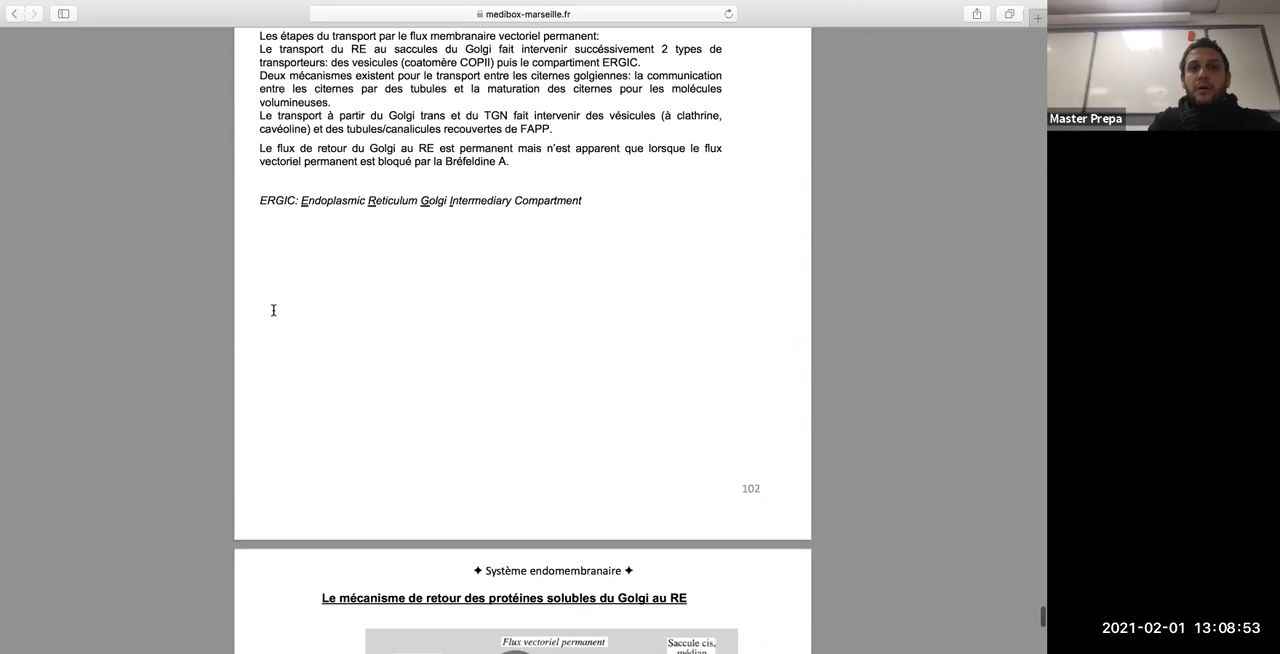 medibox-marseille.fr
Les étapes du transport par le flux membranaire vectoriel permanent:
Le transport du RE au saccules du Golgi fait intervenir succéssivement 2 types de
transporteurs: des vesicules (coatomère COPII) puis le compartiment ERGIC.
Deux mécanismes existent pour le transport entre les citernes golgiennes: la communication
entre les citernes par des tubules et la maturation des citernes pour les molécules
volumineuses.
Le transport à partir du Golgi trans et du TGN fait intervenir des vésicules (à clathrine,
cavéoline) et des tubules/canalicules recouvertes de FAPP.
Le flux de retour du Golgi au RE est permanent mais n'est apparent que lorsque le flux
vectoriel permanent est bloqué par la Bréfeldine A.
ERGIC: Endoplasmic Reticulum Golgi Intermediary Compartment
102
✦ Système endomembranaire ✦
Le mécanisme de retour des protéines solubles du Golgi au RE
Flux vectoriel permanent
Saccule cis,
médian
Master Prepa
2021-02-01 13:08:53